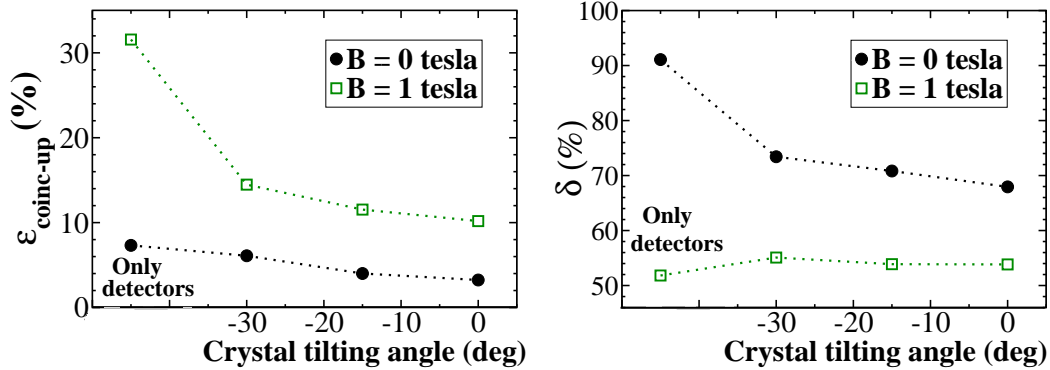 30
20
10
0
ε coinc-up (%)
B = 0 tesla
B = 1 tesla
Only
detectors
-30 -20 -10 0
Crystal tilting angle (deg)
100
90
80
70
60
50
δ (%)
B = 0 tesla
B = 1 tesla
Only
detectors
-30 -20 -10 0
Crystal tilting angle (deg)